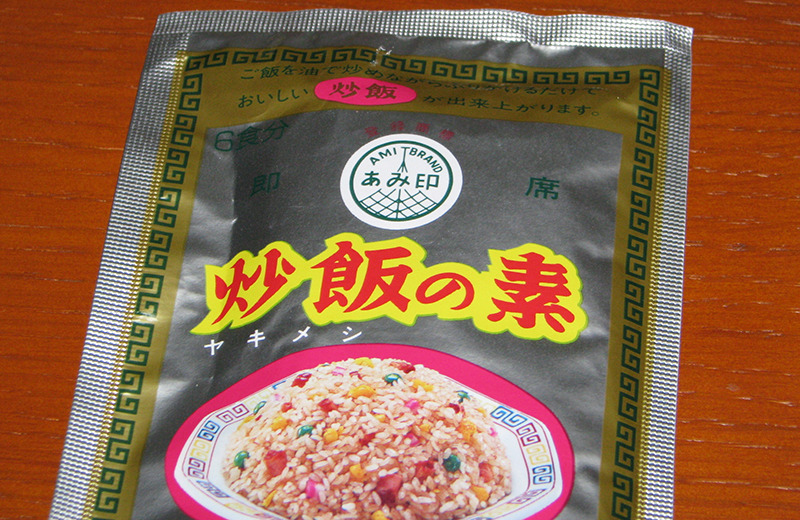 ご飯を油で炒めながらふりかけるだけで
おいしい 炒飯 が出来上がります。
6食分
AMI BRAND
あみ印
即 席
炒飯の素
ヤキメシ